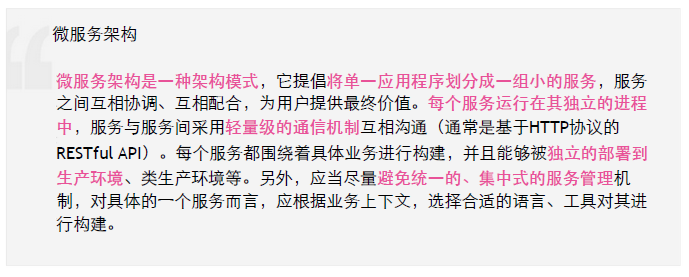 微服务架构
微服务架构是一种架构模式，它提倡将单一应用程序划分成一组小的服务，服务
之间互相协调、互相配合，为用户提供最终价值。每个服务运行在其独立的进程
中，服务与服务间采用轻量级的通信机制互相沟通（通常是基于HTTP协议的
RESTful API）。每个服务都围绕着具体业务进行构建，并且能够被独立的部署到
生产环境、类生产环境等。另外，应当尽量避免统一的、集中式的服务管理机
制，对具体的一个服务而言，应根据业务上下文，选择合适的语言、工具对其进
行构建。